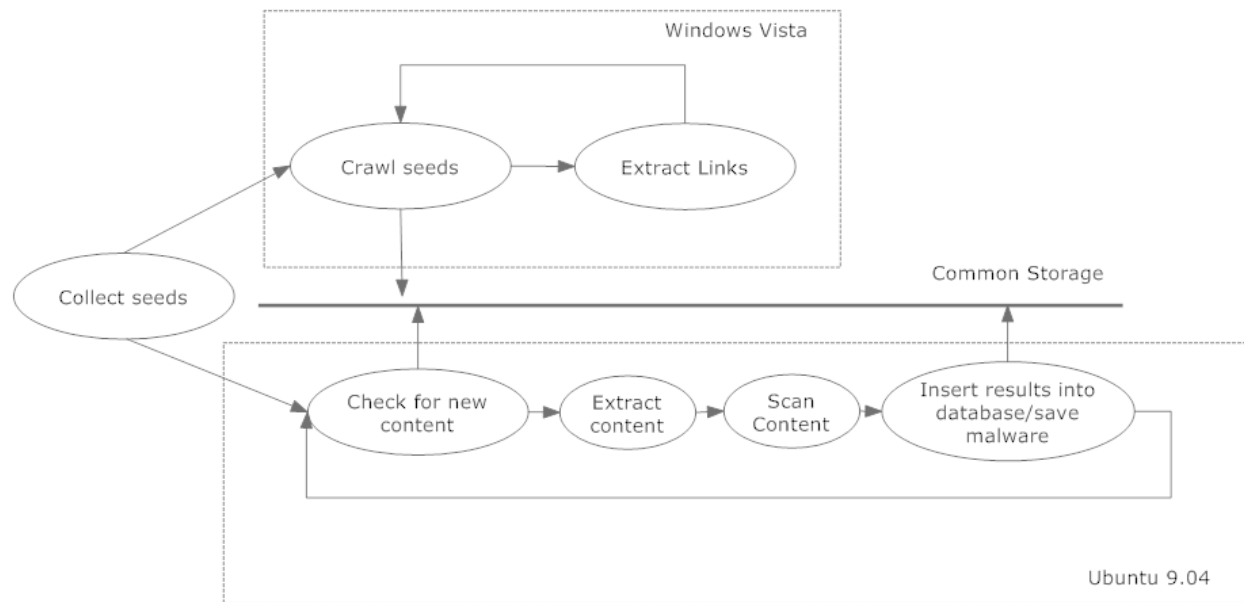 Windows Vista
Crawl seeds
Extract Links
Collect seeds
Common Storage
Check for new
content
Extract
content
Scan
Content
Insert results into
database/save
malware
Ubuntu 9.04